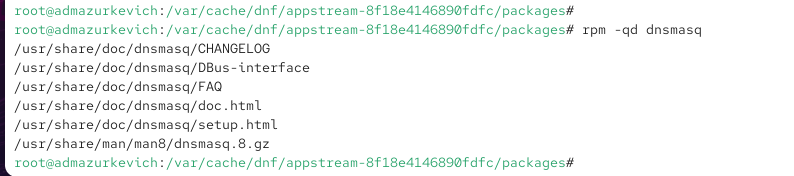 root@admazurkevich:/var/cache/dnf/appstream-8f18e4146890fdfc/packages#
root@admazurkevich:/var/cache/dnf/appstream-8f18e4146890fdfc/packages# rpm -qd dnsmasq
/usr/share/doc/dnsmasq/CHANGELOG
/usr/share/doc/dnsmasq/DBus-interface
/usr/share/doc/dnsmasq/FAQ
/usr/share/doc/dnsmasq/doc.html
/usr/share/doc/dnsmasq/setup.html
/usr/share/man/man8/dnsmasq.8.gz
root@admazurkevich:/var/cache/dnf/appstream-8f18e4146890fdfc/packages#